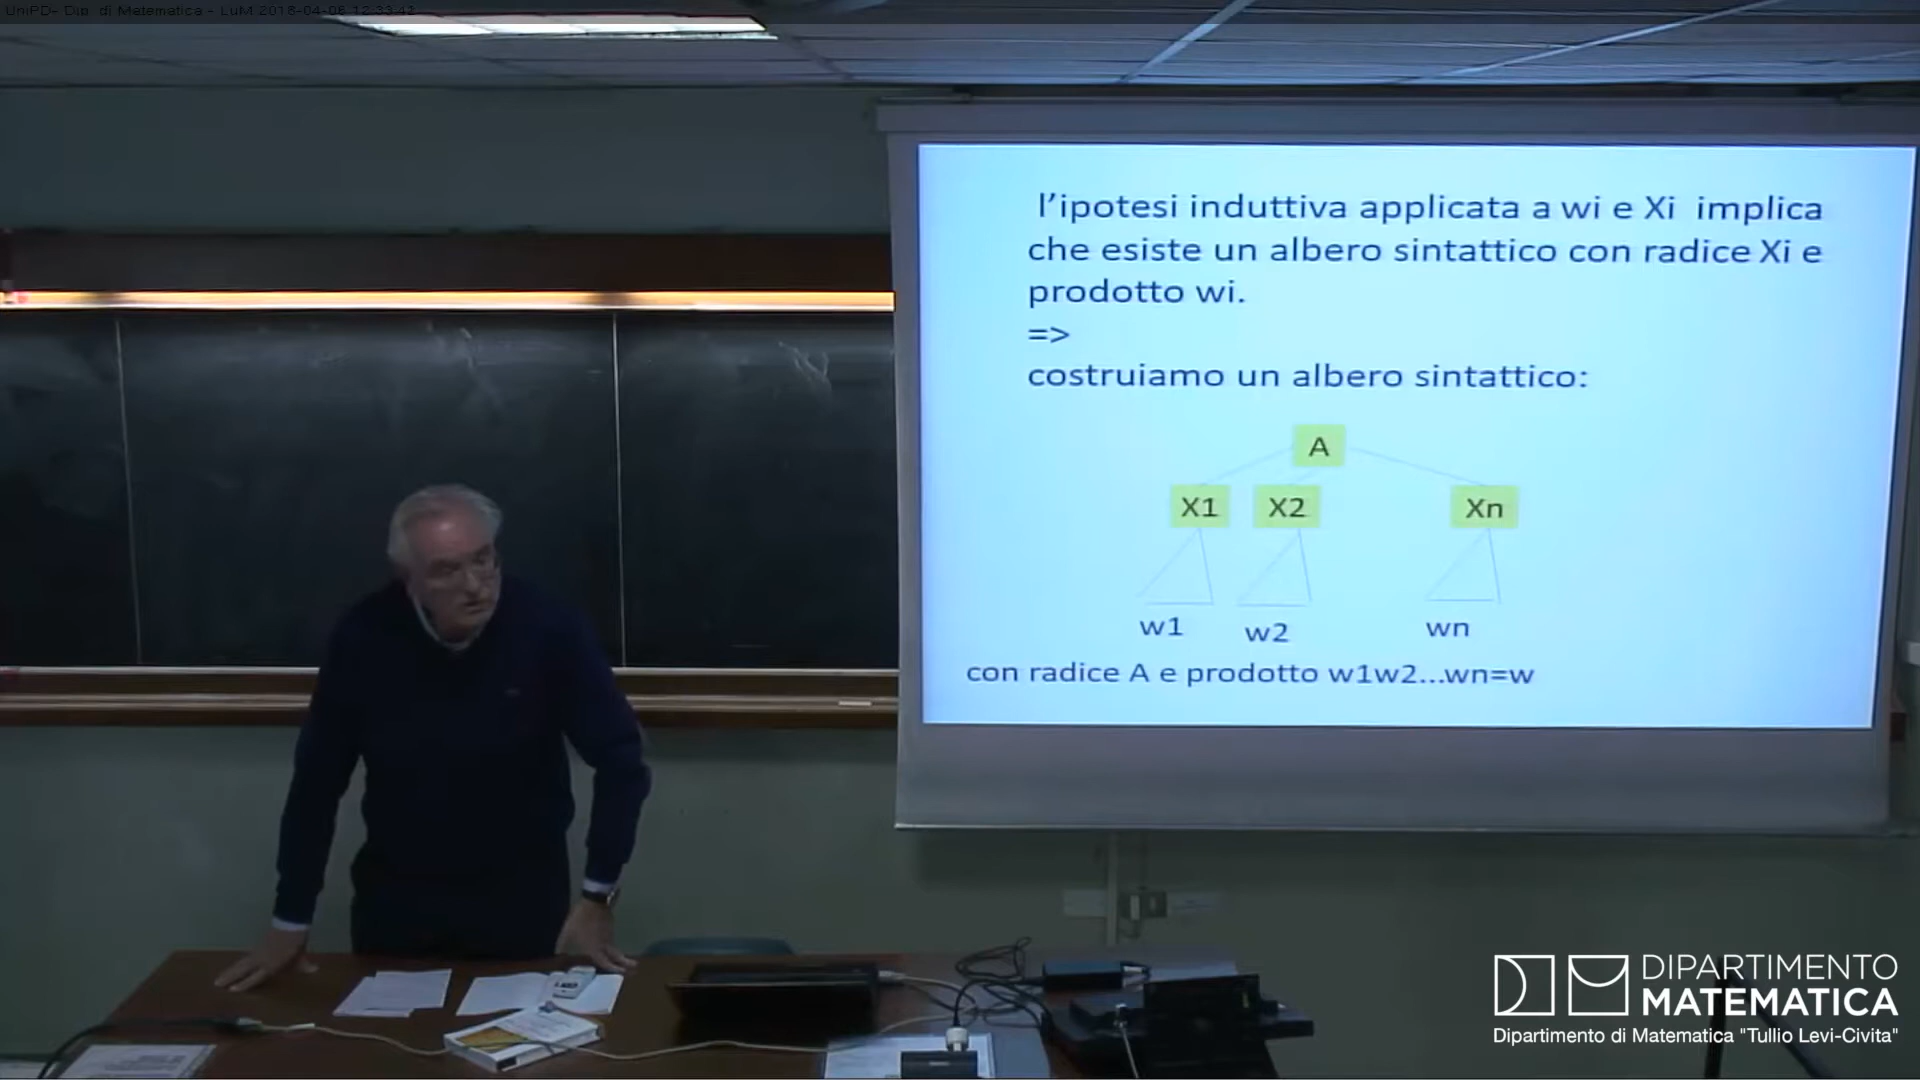 UniPD- Dip. di Matematica - LuM 2018-04-06 12:33:42
l'ipotesi induttiva applicata a wi e Xi implica
che esiste un albero sintattico con radice Xi e
prodotto wi.
=>
costruiamo un albero sintattico:
A
X1 X2 Xn
w1 w2 wn
con radice A e prodotto w1w2...wn=w
DIPARTIMENTO
MATEMATICA
Dipartimento di Matematica "Tullio Levi-Civita"